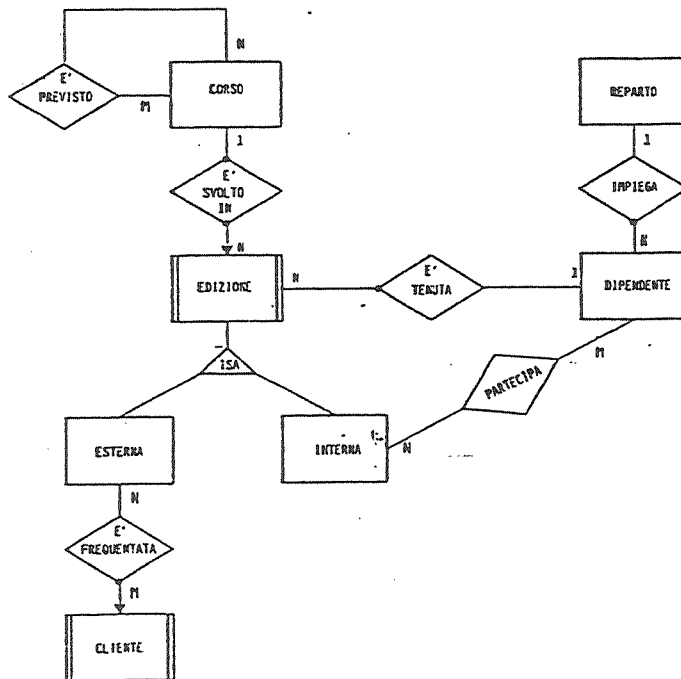 N
E'
PREVISTO
M
CORSO
REPARTO
1
1
E'
SVOLTO
IN
IMPIEGA
N
N
EDIZIONE
N
E'
TENUTA
1
DIPENDENTE
ISA
M
PARTECIPA
ESTERNA
INTERNA
N
N
E'
FREQUENTATA
M
CLIENTE